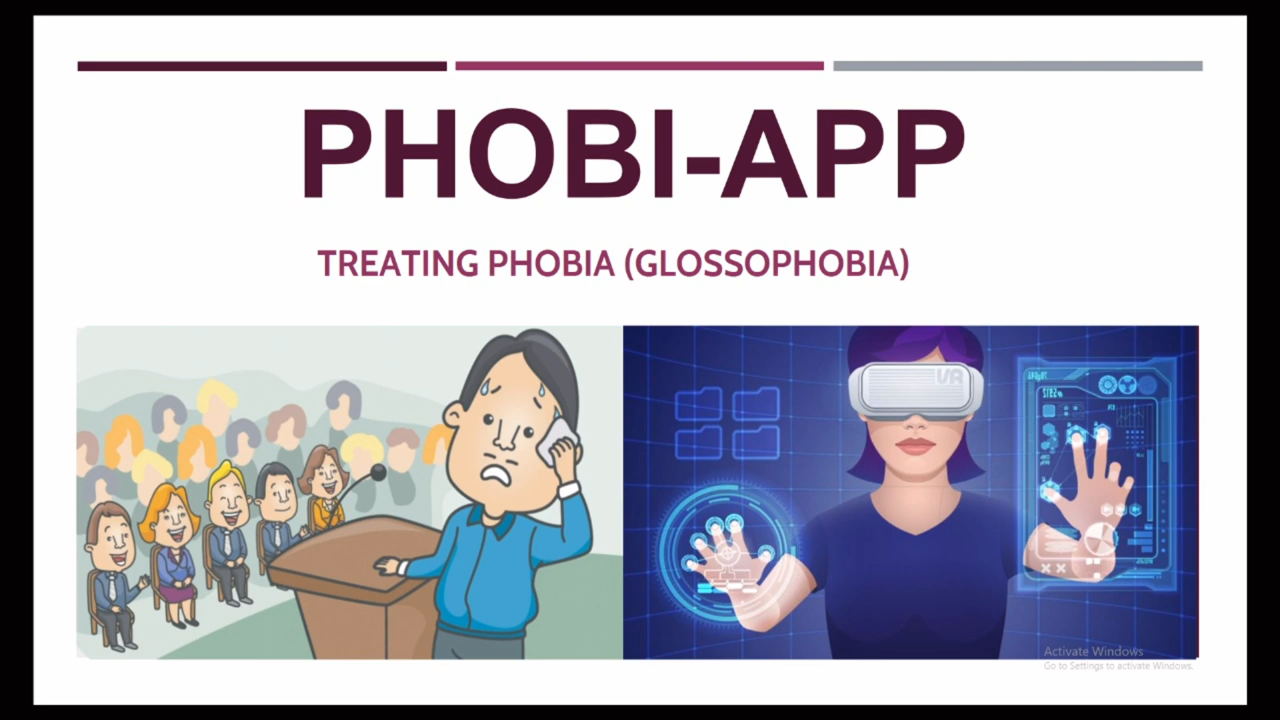 PHOBI-APP
TREATING PHOBIA (GLOSSOPHOBIA)
VR
Activate Windows
Go to Settings to activate Windows.